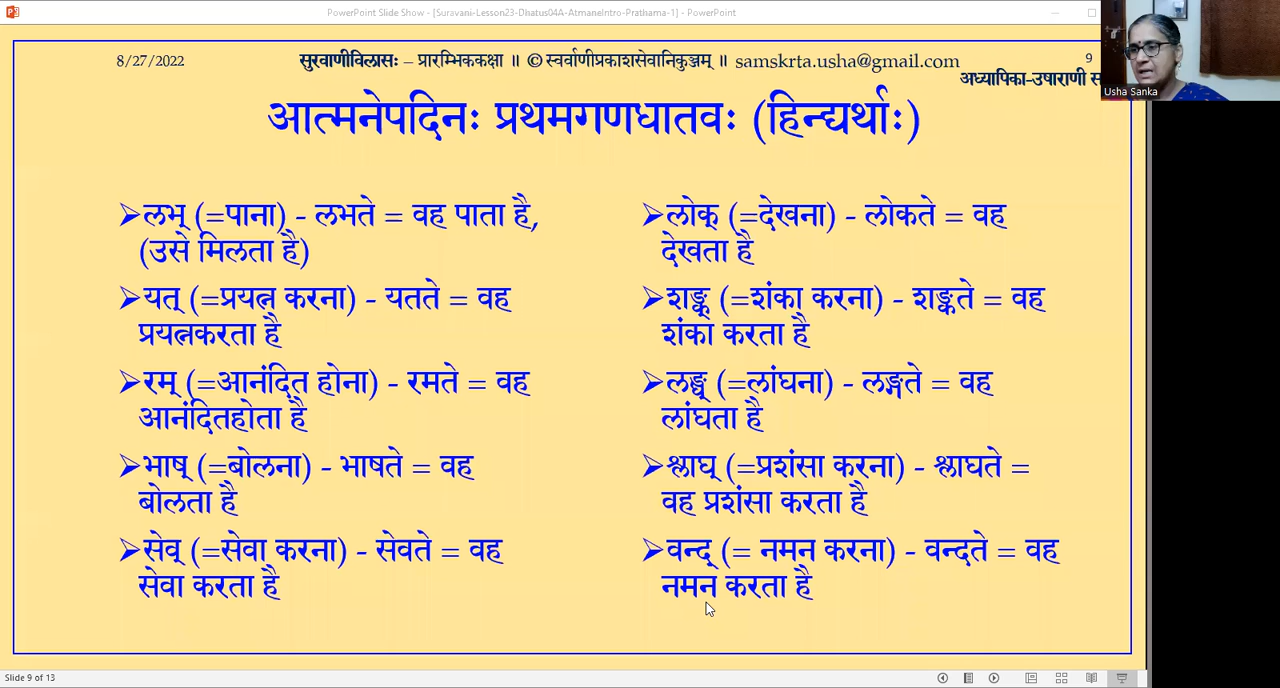 PowerPoint Slide Show - [Suravani-Lesson23-Dhatus04A-AtmaneIntro-Prathama-1] - PowerPoint
8/27/2022
सुरवाणीविलासः – प्रारम्भिककक्षा ॥ © स्वर्वाणीप्रकाशसेवानिकुञ्जम् ॥ samskrta.usha@gmail.com
9
अध्यापिका-उषाराणी स
Usha Sanka
आत्मनेपदिनः प्रथमगणधातवः (हिन्द्यर्थाः)
➢लभ् (=पाना) - लभते = वह पाता है,
(उसे मिलता है)
➢यत् (=प्रयत्न करना) - यतते = वह
प्रयत्नकरता है
➢रम् (=आनंदित होना) - रमते = वह
आनंदितहोता है
➢भाष् (=बोलना) - भाषते = वह
बोलता है
➢सेव् (=सेवा करना) - सेवते = वह
सेवा करता है
➢लोक् (=देखना) - लोकते = वह
देखता है
➢शङ्क् (=शंका करना) - शङ्कते = वह
शंका करता है
➢लङ्घ् (=लांघना) - लङ्गते = वह
लांघता है
➢श्लाघ् (=प्रशंसा करना) - श्लाघते =
वह प्रशंसा करता है
➢वन्द् (= नमन करना) - वन्दते = वह
नमन करता है
Slide 9 of 13